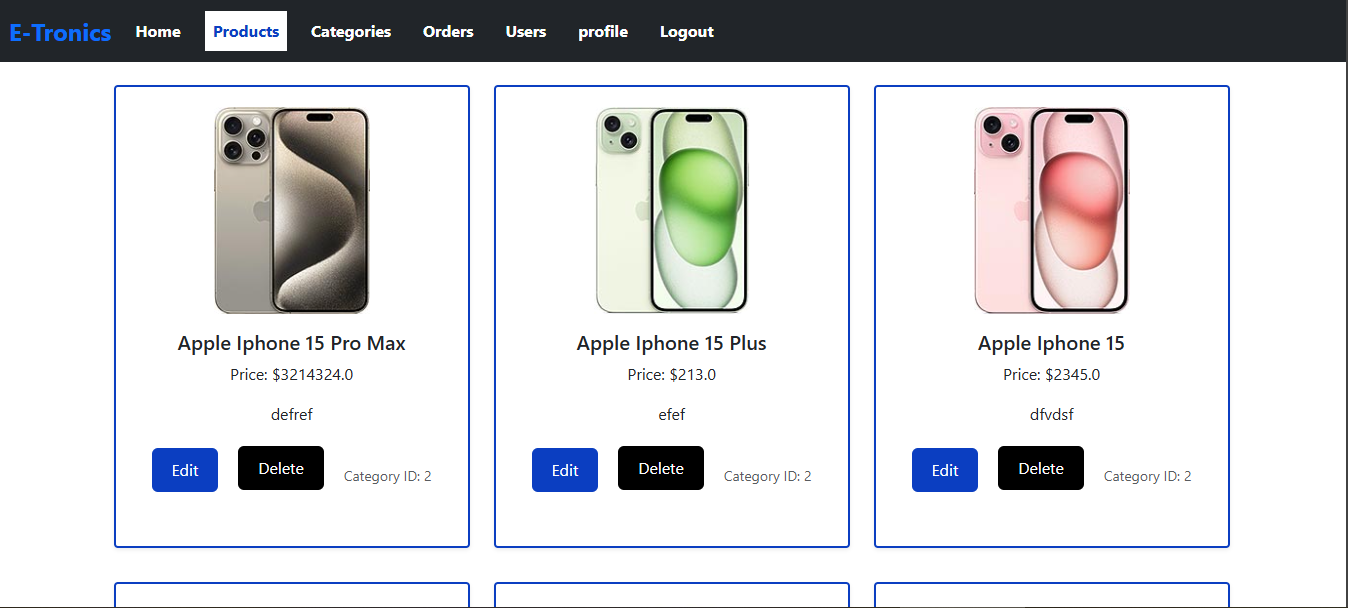 E-Tronics Home Products Categories Orders Users profile Logout
Apple Iphone 15 Pro Max
Price: $3214324.0
defref
Edit Delete Category ID: 2
Apple Iphone 15 Plus
Price: $213.0
efef
Edit Delete Category ID: 2
Apple Iphone 15
Price: $2345.0
dfvdsf
Edit Delete Category ID: 2